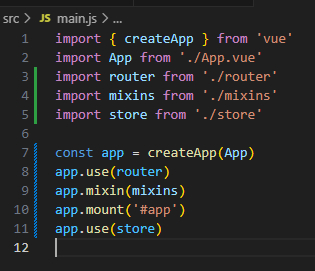 src > main.js > ...
1 import { createApp } from 'vue'
2 import App from './App.vue'
3 import router from './router'
4 import mixins from './mixins'
5 import store from './store'
6
7 const app = createApp(App)
8 app.use(router)
9 app.mixin(mixins)
10 app.mount('#app')
11 app.use(store)
12